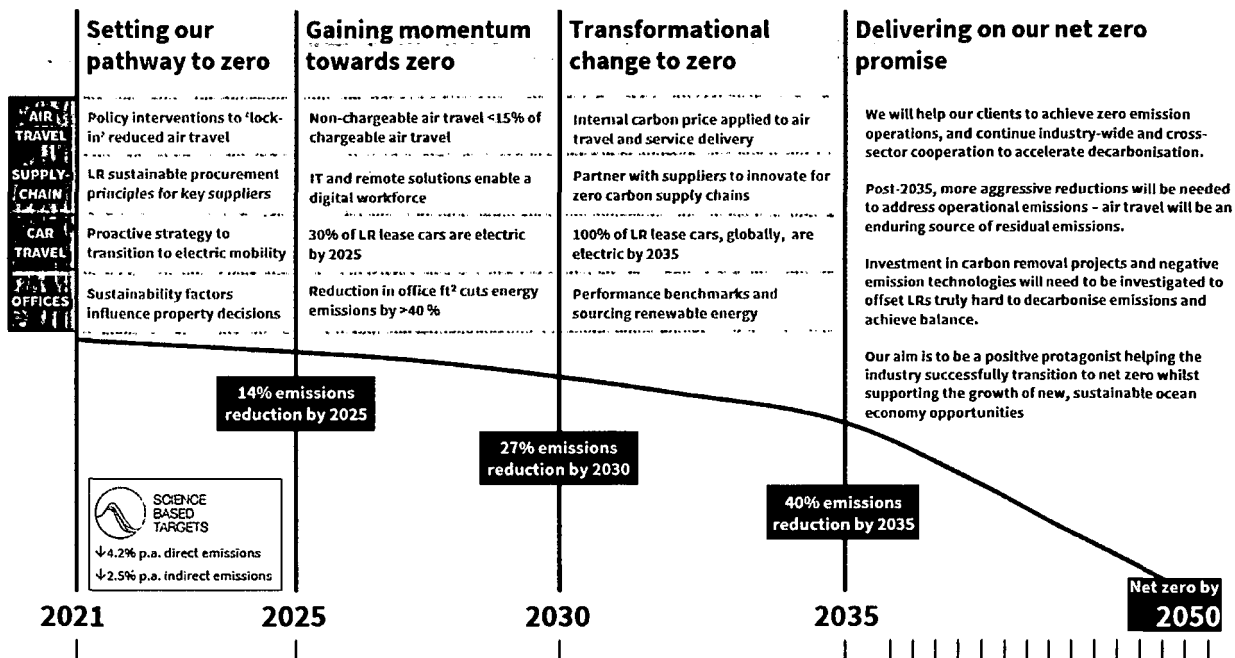 Setting our
pathway to zero
Gaining momentum
towards zero
Transformational
change to zero
Delivering on our net zero
promise
AIR
TRAVEL
Policy interventions to ‘lock-
in’ reduced air travel
Non-chargeable air travel <15% of
chargeable air travel
Internal carbon price applied to air
travel and service delivery
SUPPLY-
CHAIN
LR sustainable procurement
principles for key suppliers
IT and remote solutions enable a
digital workforce
Partner with suppliers to innovate for
zero carbon supply chains
CAR
TRAVEL
Proactive strategy to
transition to electric mobility
30% of LR lease cars are electric
by 2025
100% of LR lease cars, globally, are
electric by 2035
OFFICES
Sustainability factors
influence property decisions
Reduction in office ft² cuts energy
emissions by >40 %
Performance benchmarks and
sourcing renewable energy
We will help our clients to achieve zero emission
operations, and continue industry-wide and cross-
sector cooperation to accelerate decarbonisation.
Post-2035, more aggressive reductions will be needed
to address operational emissions – air travel will be an
enduring source of residual emissions.
Investment in carbon removal projects and negative
emission technologies will need to be investigated to
offset LRs truly hard to decarbonise emissions and
achieve balance.
Our aim is to be a positive protagonist helping the
industry successfully transition to net zero whilst
supporting the growth of new, sustainable ocean
economy opportunities
14% emissions
reduction by 2025
27% emissions
reduction by 2030
40% emissions
reduction by 2035
SCIENCE
BASED
TARGETS
↓4.2% p.a. direct emissions
↓2.5% p.a. indirect emissions
Net zero by
2050
2021
2025
2030
2035